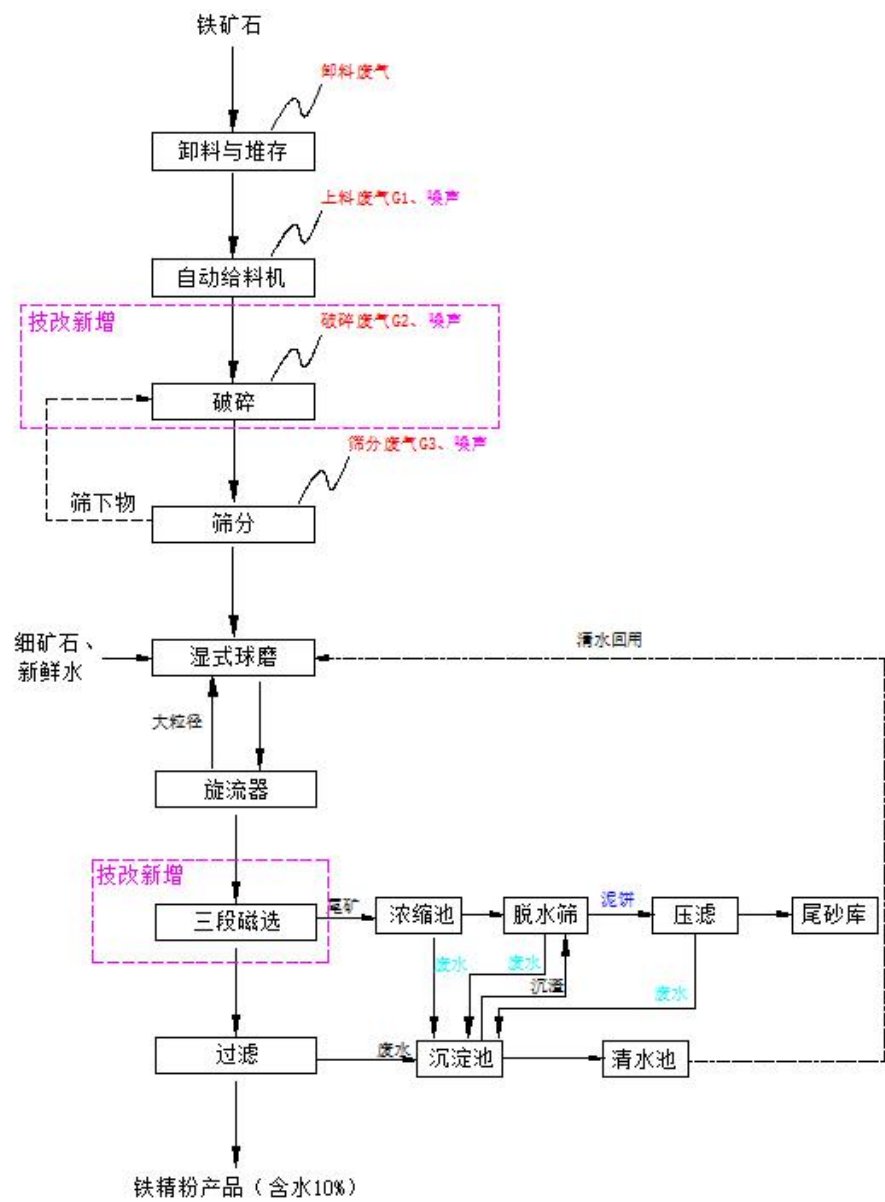 铁矿石
卸料废气
卸料与堆存
上料废气G1、噪声
自动给料机
技改新增
破碎废气G2、噪声
破碎
筛分废气G3、噪声
筛下物
筛分
细矿石、
新鲜水
湿式球磨
清水回用
大粒径
旋流器
技改新增
三段磁选
尾矿
浓缩池
脱水筛
泥饼
压滤
尾砂库
废水
废水
沉渣
废水
过滤
废水
沉淀池
清水池
铁精粉产品（含水10%）